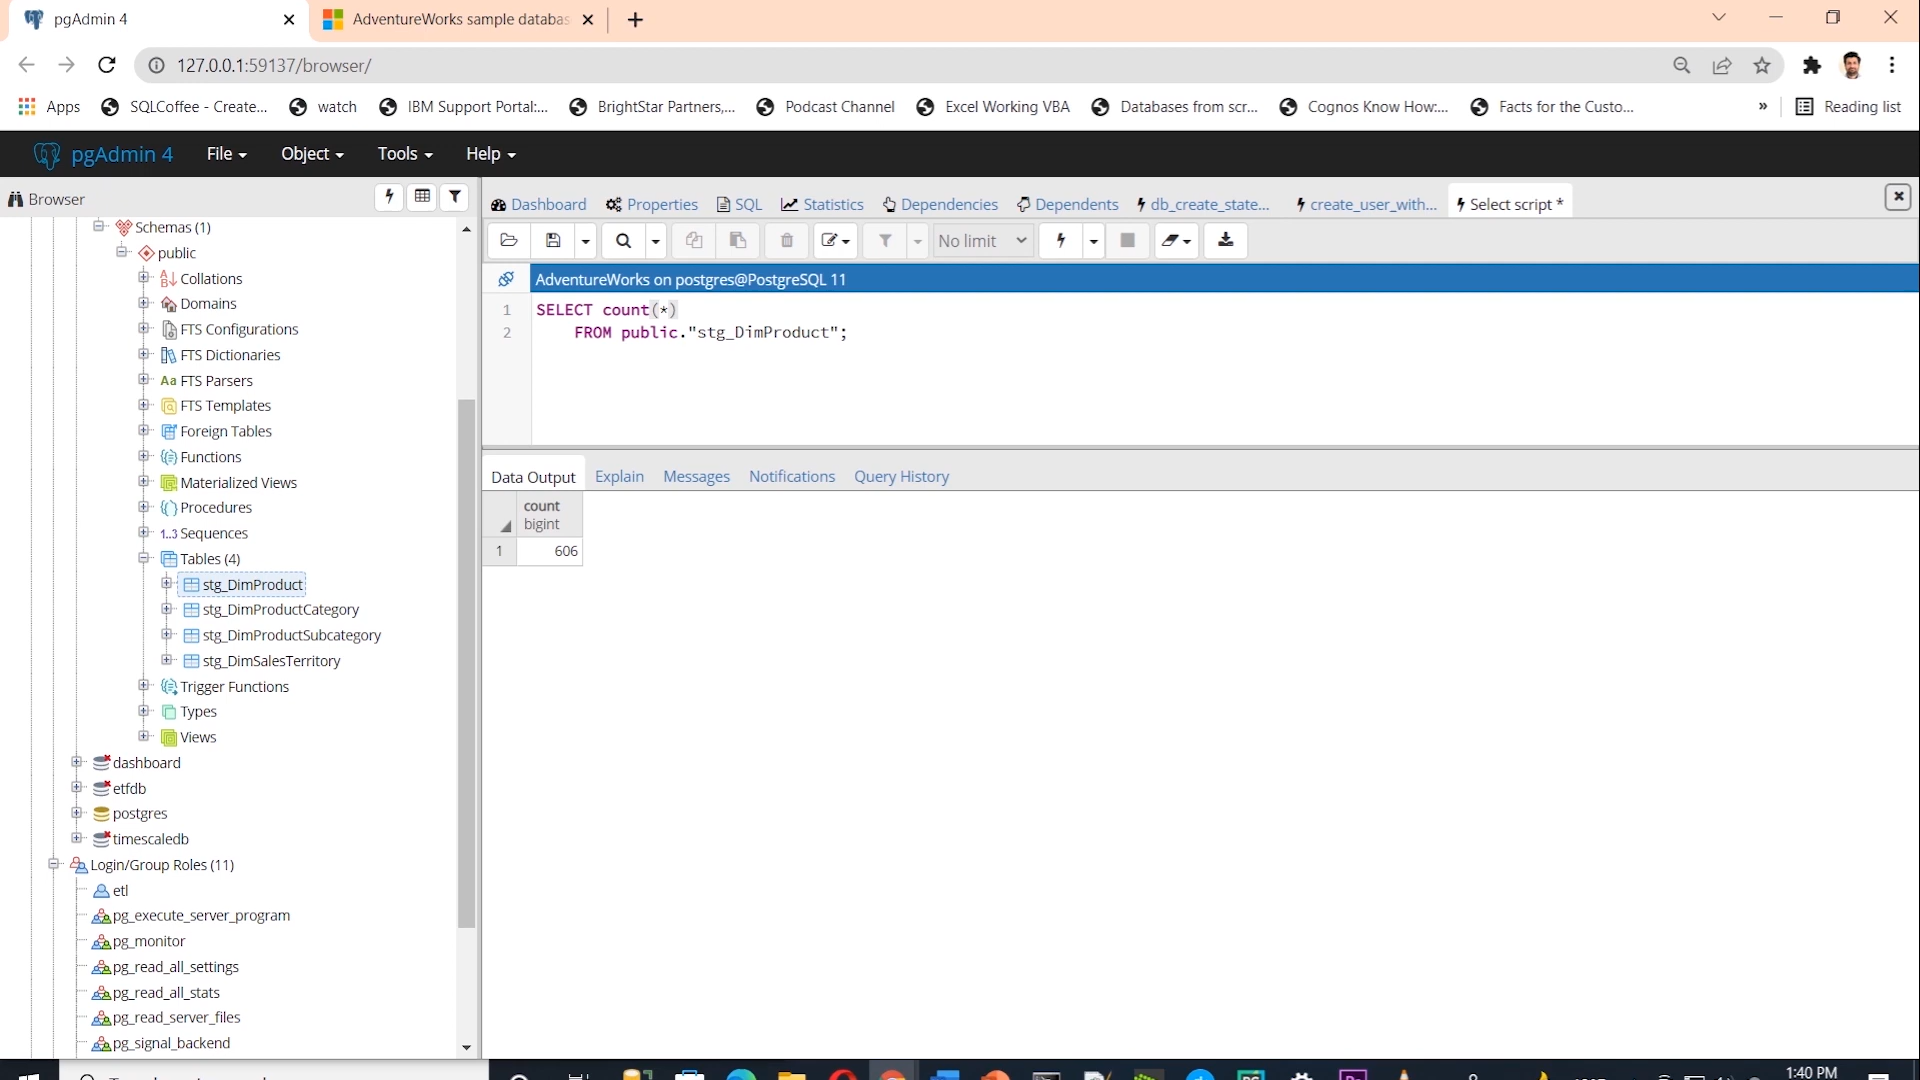 pgAdmin 4
AdventureWorks sample databas
127.0.0.1:59137/browser/
Apps
SQLCoffee - Create...
watch
IBM Support Portal:...
BrightStar Partners,...
Podcast Channel
Excel Working VBA
Databases from scr...
Cognos Know How:...
Facts for the Custo...
»
Reading list
pgAdmin 4
File
Object
Tools
Help
Browser
Dashboard
Properties
SQL
Statistics
Dependencies
Dependents
db_create_state...
create_user_with...
Select script *
No limit
AdventureWorks on postgres@PostgreSQL 11
1 SELECT count(*)
2 FROM public."stg_DimProduct";
Data Output
Explain
Messages
Notifications
Query History
count
bigint
1 606
Schemas (1)
public
Collations
Domains
FTS Configurations
FTS Dictionaries
Aa FTS Parsers
FTS Templates
Foreign Tables
Functions
Materialized Views
Procedures
1..3 Sequences
Tables (4)
stg_DimProduct
stg_DimProductCategory
stg_DimProductSubcategory
stg_DimSalesTerritory
Trigger Functions
Types
Views
dashboard
etfdb
postgres
timescaledb
Login/Group Roles (11)
etl
pg_execute_server_program
pg_monitor
pg_read_all_settings
pg_read_all_stats
pg_read_server_files
pg_signal_backend
1:40 PM